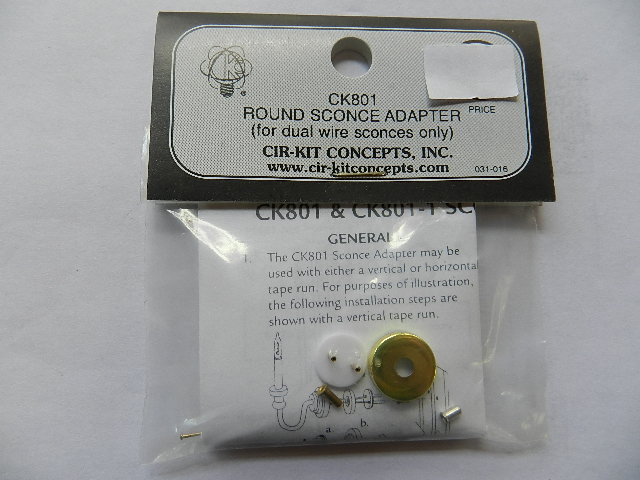 CK801
ROUND SCONCE ADAPTER
(for dual wire sconces only)
CIR-KIT CONCEPTS, INC.
www.cir-kitconcepts.com
PRICE
031-016
CK801 & CK801-1 SC
GENERAL
1. The CK801 Sconce Adapter may be
used with either a vertical or horizonta
tape run. For purposes of illustration,
the following installation steps are
shown with a vertical tape run.
a.
b.